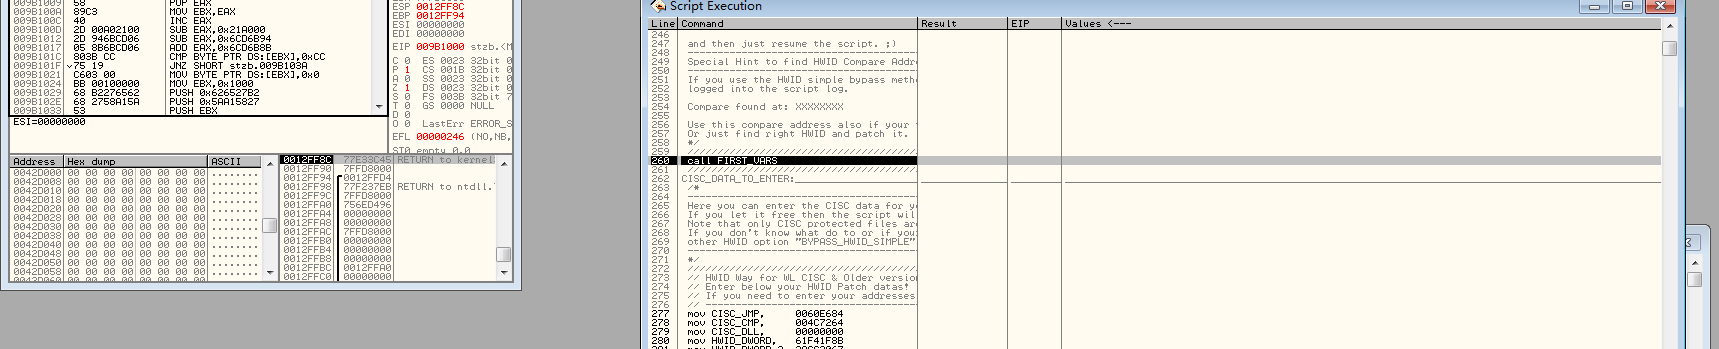 009B1009 58 POP EAX
009B100A 89C3 MOV EBX,EAX
009B100C 40 INC EAX
009B100D 2D 00A02100 SUB EAX,0x21A000
009B1012 2D 946BCD06 SUB EAX,0x6CD6B94
009B1017 05 8B6BCD06 ADD EAX,0x6CD6B8B
009B101C 803B CC CMP BYTE PTR DS:[EBX],0xCC
009B101F 75 19 JNZ SHORT stzb.009B103A
009B1021 C603 00 MOV BYTE PTR DS:[EBX],0x0
009B1024 BB 00100000 MOV EBX,0x1000
009B1029 68 B2276562 PUSH 0x626527B2
009B102E 68 2758A15A PUSH 0x5AA15827
009B1033 53 PUSH EBX
ESI=00000000
ESP 0012FF8C
EBP 0012FF94
ESI 00000000
EDI 00000000
EIP 009B1000 stzb.<M
C 0 ES 0023 32bit 0
P 1 CS 001B 32bit 0
A 0 SS 0023 32bit 0
Z 1 DS 0023 32bit 0
S 0 FS 003B 32bit 7
T 0 GS 0000 NULL
D 0
O 0 LastErr ERROR_S
EFL 00000246 (NO,NB,
ST0 empty 0.0
Address Hex dump ASCII
0042D000 00 00 00 00 00 00 00 00 ........
0042D008 00 00 00 00 00 00 00 00 ........
0042D010 00 00 00 00 00 00 00 00 ........
0042D018 00 00 00 00 00 00 00 00 ........
0042D020 00 00 00 00 00 00 00 00 ........
0042D028 00 00 00 00 00 00 00 00 ........
0042D030 00 00 00 00 00 00 00 00 ........
0042D038 00 00 00 00 00 00 00 00 ........
0042D040 00 00 00 00 00 00 00 00 ........
0042D048 00 00 00 00 00 00 00 00 ........
0042D050 00 00 00 00 00 00 00 00 ........
0042D058 00 00 00 00 00 00 00 00 ........
0012FF8C 77E33C45 RETURN to kernel
0012FF90 7FFD8000
0012FF94 0012FFD4
0012FF98 77F237EB RETURN to ntdll.
0012FF9C 7FFD8000
0012FFA0 756ED496
0012FFA4 00000000
0012FFA8 00000000
0012FFAC 7FFD8000
0012FFB0 00000000
0012FFB4 00000000
0012FFB8 00000000
0012FFBC 0012FFA0
0012FFC0 00000000
Script Execution
Line Command Result EIP Values <---
246
247 and then just resume the script. ;)
248
249 Special Hint to find HWID Compare Addr
250
251 If you use the HWID simple bypass meth
252 logged into the script log.
253
254 Compare found at: XXXXXXXX
255
256 Use this compare address also if your
257 Or just find right HWID and patch it.
258 */
259 ////////////////////////////////////////
260 call FIRST_VARS
261 ////////////////////////////////////////
262 CISC_DATA_TO_ENTER:
263 /*
264
265 Here you can enter the CISC data for y
266 If you let it free then the script wil
267 Note that only CISC protected files are
268 If you don't know what do to or if you
269 other HWID option "BYPASS_HWID_SIMPLE"
270
271 */
272 ////////////////////////////////////////
273 // HWID Way for WL CISC & Older version
274 // Enter below your HWID Patch datas!
275 // If you need to enter your addresses
276 //
277 mov CISC_JMP, 0060E684
278 mov CISC_CMP, 004C7264
279 mov CISC_DLL, 00000000
280 mov HWID_DWORD, 61F41F8B